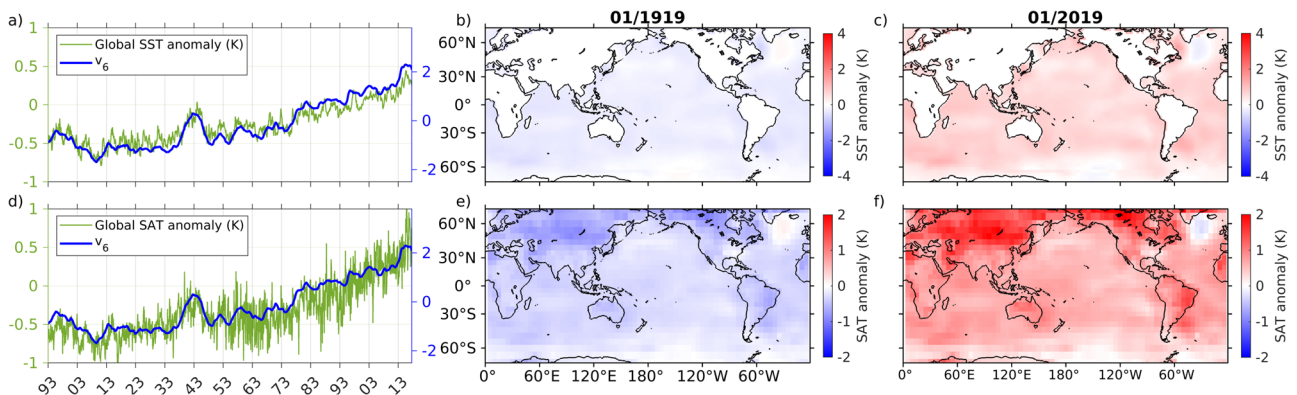 a)
1
0.5
0
-0.5
-1
Global SST anomaly (K)
v6
2
0
-2
b)
01/1919
60°N
30°N
0°
30°S
60°S
4
2
0
-2
-4
SST anomaly (K)
c)
01/2019
4
2
0
-2
-4
SST anomaly (K)
d)
1
0.5
0
-0.5
-1
Global SAT anomaly (K)
v6
2
0
-2
93 03 13 23 33 43 53 63 73 83 93 03 13
e)
60°N
30°N
0°
30°S
60°S
0° 60°E 120°E 180°E 120°W 60°W
2
1
0
-1
-2
SAT anomaly (K)
f)
0° 60°E 120°E 180°E 120°W 60°W
2
1
0
-1
-2
SAT anomaly (K)